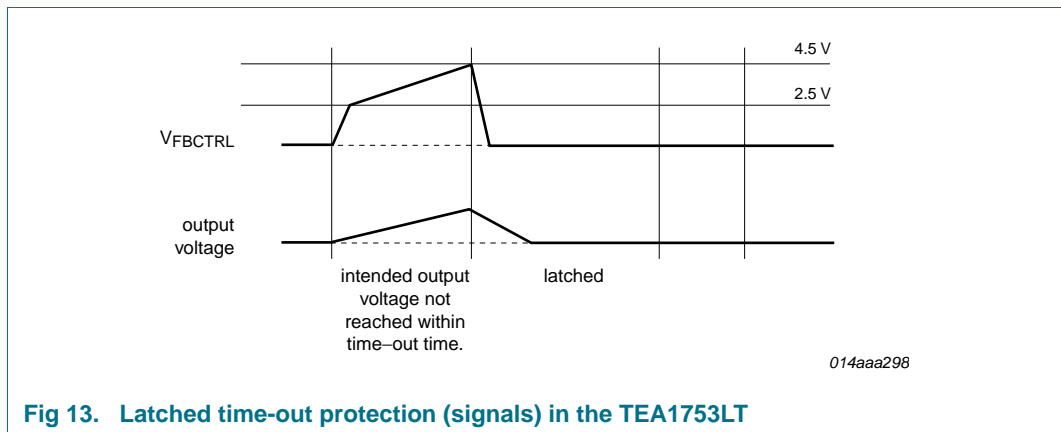 4.5 V
2.5 V
VFBCTRL
output
voltage
intended output
voltage not
reached within
time–out time.
latched
014aaa298
Fig 13. Latched time-out protection (signals) in the TEA1753LT